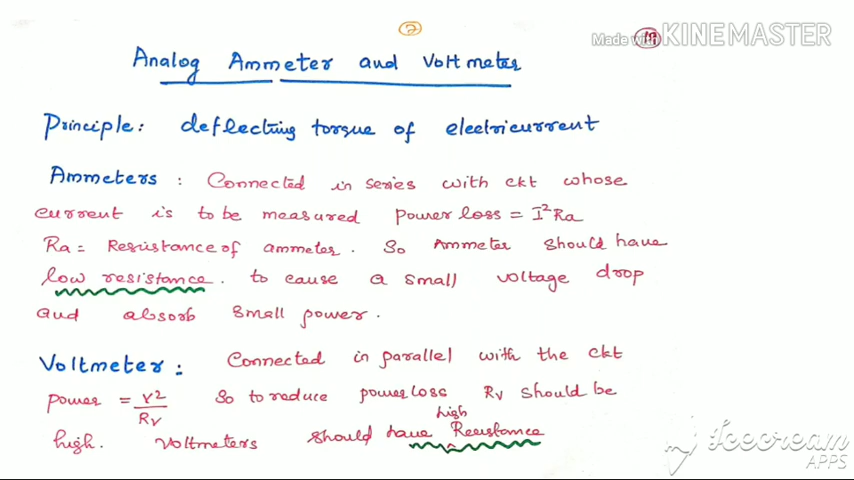 2
Made with KINEMASTER
Analog Ammeter and Voltmeter
Principle: deflecting torque of electricurrent
Ammeters : Connected in series with ckt whose
current is to be measured power loss = I²Ra
Ra = Resistance of ammeter. So Ammeter should have
low resistance. to cause a small voltage drop
and absorb small power.
Voltmeter: Connected in parallel with the ckt
power = V²/Rv So to reduce power loss Rv should be
high
high. Voltmeters should have Resistance
Icecream
APPS